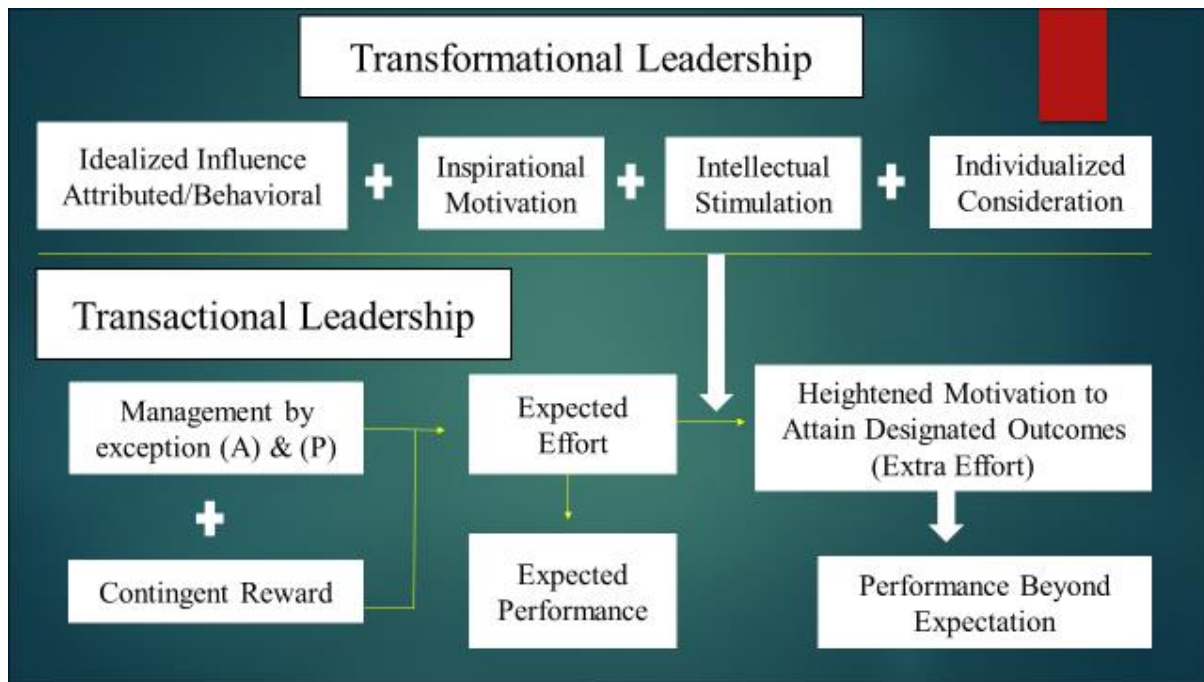 Transformational Leadership
Idealized Influence
Attributed/Behavioral
Inspirational
Motivation
Intellectual
Stimulation
Individualized
Consideration
Transactional Leadership
Management by
exception (A) & (P)
Contingent Reward
Expected
Effort
Expected
Performance
Heightened Motivation to
Attain Designated Outcomes
(Extra Effort)
Performance Beyond
Expectation